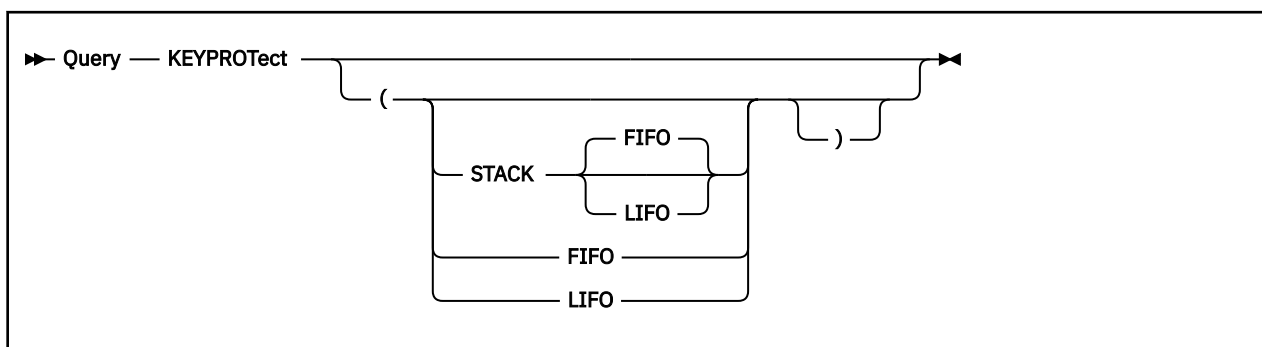 Query KEYPROTect
(
)
FIFO
STACK
LIFO
FIFO
LIFO